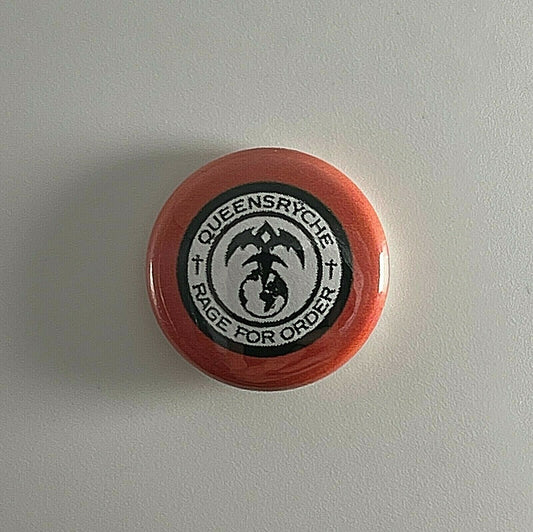 QUEENSRŸCHE
† †
RAGE FOR ORDER